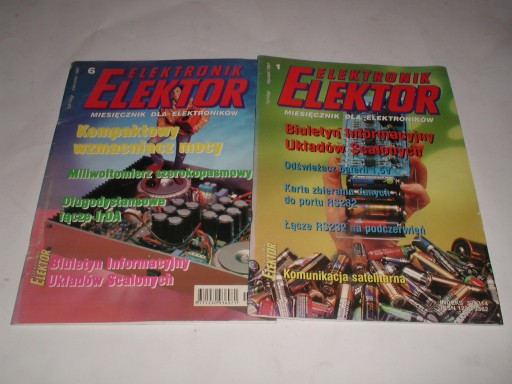 6
ELEKTRONIK
ELEKTOR
MIESIĘCZNIK DLA ELEKTRONIKÓW
Kompaktowy
wzmacniacz mocy
Miliwoltomierz szerokopasmowy
Długodystansowe
łącze IrDA
ELEKTOR
Biuletyn Informacyjny
Układów Scalonych
1
ELEKTRONIK
ELEKTOR
MIESIĘCZNIK DLA ELEKTRONIKÓW
Biuletyn Informacyjny
Układów Scalonych
Odświeżacz baterii 1,5V
Karta zbierania danych
do portu RS232
Łącze RS232 na podczerwień
ELEKTOR
Komunikacja satelitarna